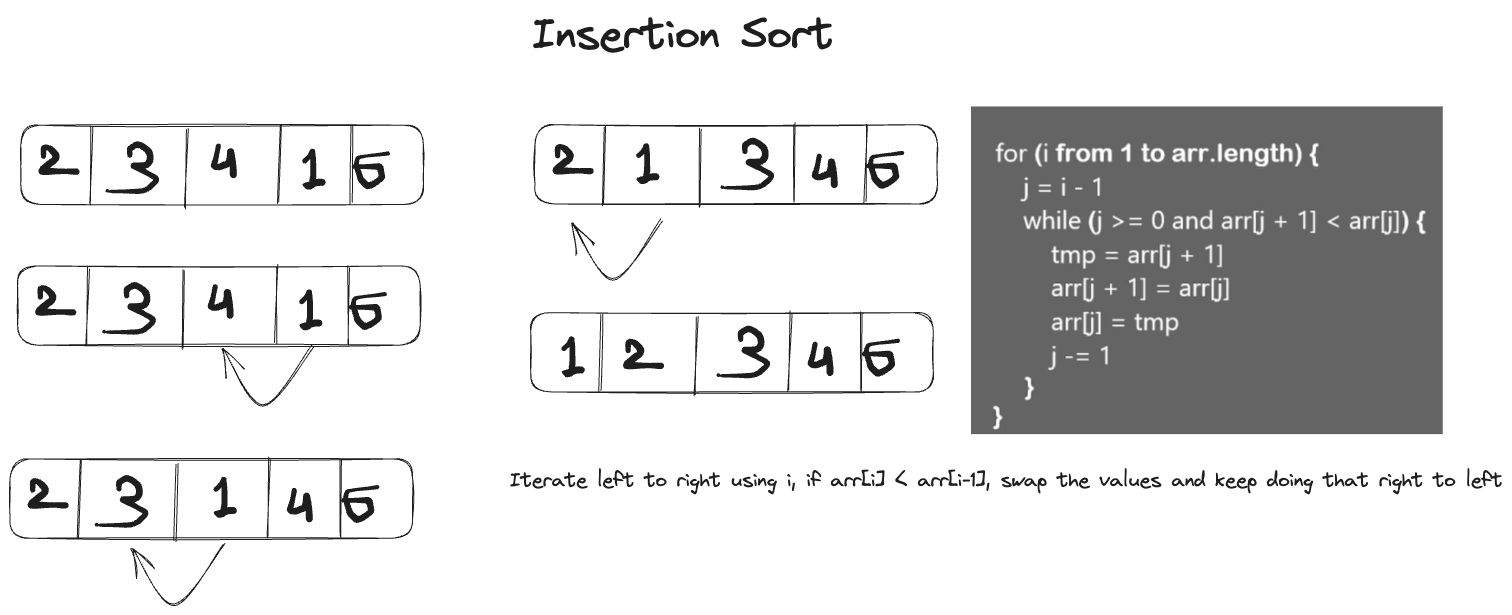 Insertion Sort
2 3 4 1 5
2 3 4 1 5
2 3 1 4 5
2 1 3 4 5
1 2 3 4 5
for (i from 1 to arr.length) {
j = i - 1
while (j >= 0 and arr[j + 1] < arr[j]) {
tmp = arr[j + 1]
arr[j + 1] = arr[j]
arr[j] = tmp
j -= 1
}
}
Iterate left to right using i, if arr[i] < arr[i-1], swap the values and keep doing that right to left